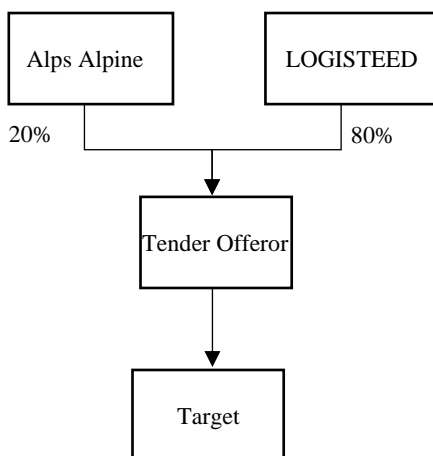 Alps Alpine
LOGISTEED
20%
80%
Tender Offeror
Target